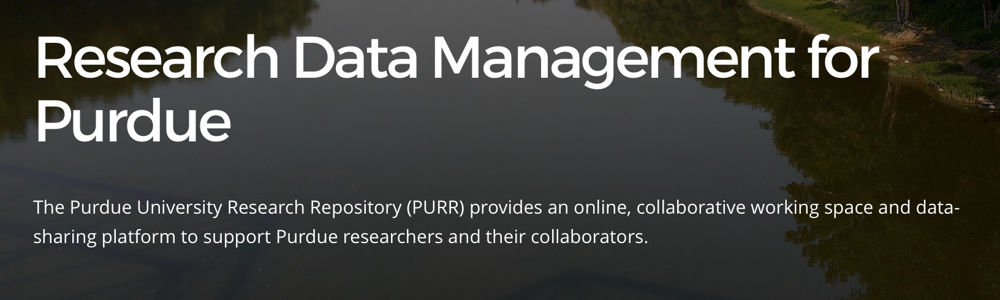 Research Data Management for
Purdue
The Purdue University Research Repository (PURR) provides an online, collaborative working space and data-
sharing platform to support Purdue researchers and their collaborators.